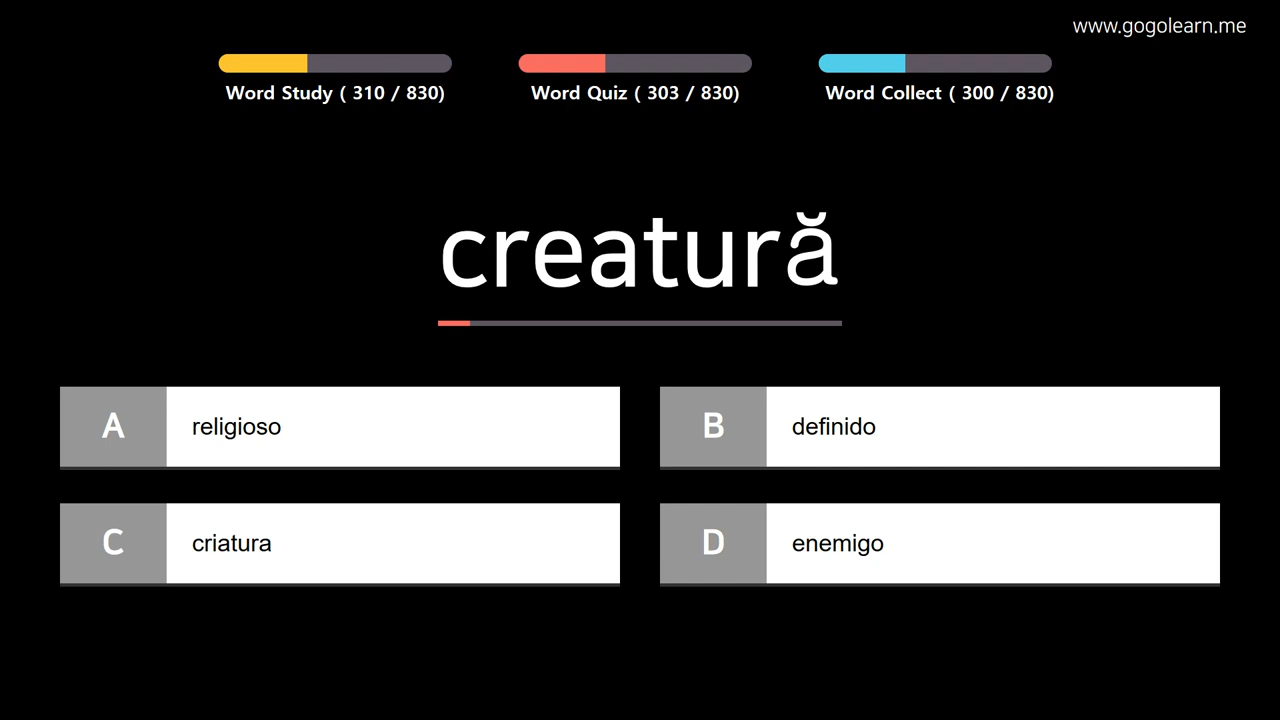 www.gogolearn.me
Word Study ( 310 / 830)
Word Quiz ( 303 / 830)
Word Collect ( 300 / 830)
creatură
A religioso
B definido
C criatura
D enemigo